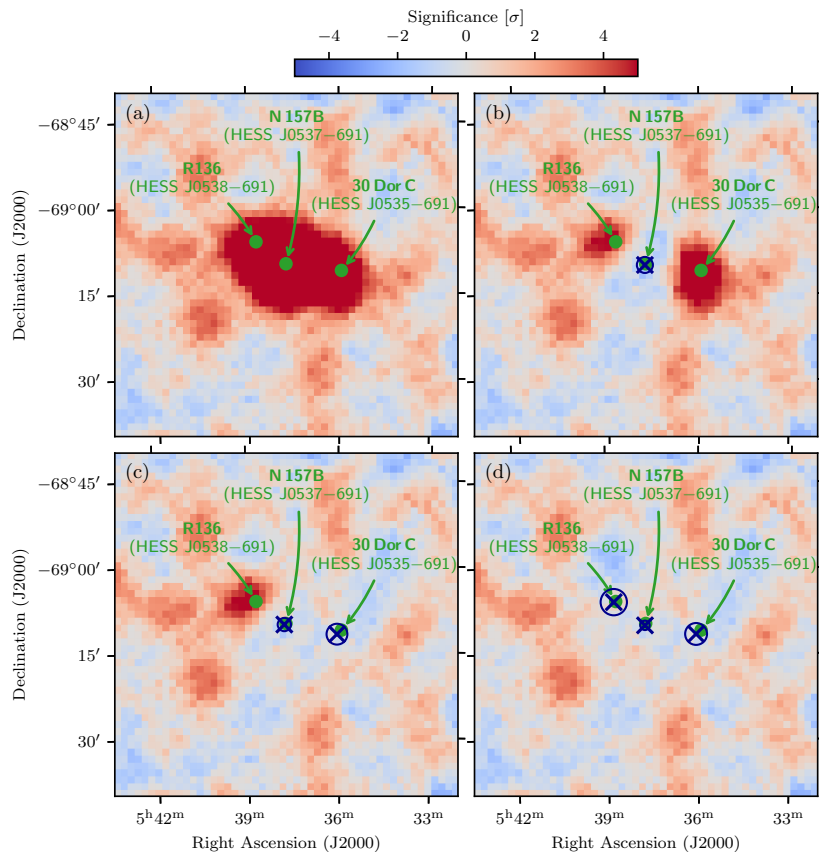 Significance [σ]
−4 −2 0 2 4
(a)
N 157B
(HESS J0537−691)
R136
(HESS J0538−691)
30 Dor C
(HESS J0535−691)
(b)
N 157B
(HESS J0537−691)
R136
(HESS J0538−691)
30 Dor C
(HESS J0535−691)
−68°45′
−69°00′
15′
30′
Declination (J2000)
(c)
N 157B
(HESS J0537−691)
R136
(HESS J0538−691)
30 Dor C
(HESS J0535−691)
(d)
N 157B
(HESS J0537−691)
R136
(HESS J0538−691)
30 Dor C
(HESS J0535−691)
−68°45′
−69°00′
15′
30′
Declination (J2000)
5ʰ42ᵐ 39ᵐ 36ᵐ 33ᵐ
Right Ascension (J2000)
39ᵐ 36ᵐ 33ᵐ
5ʰ42ᵐ
Right Ascension (J2000)